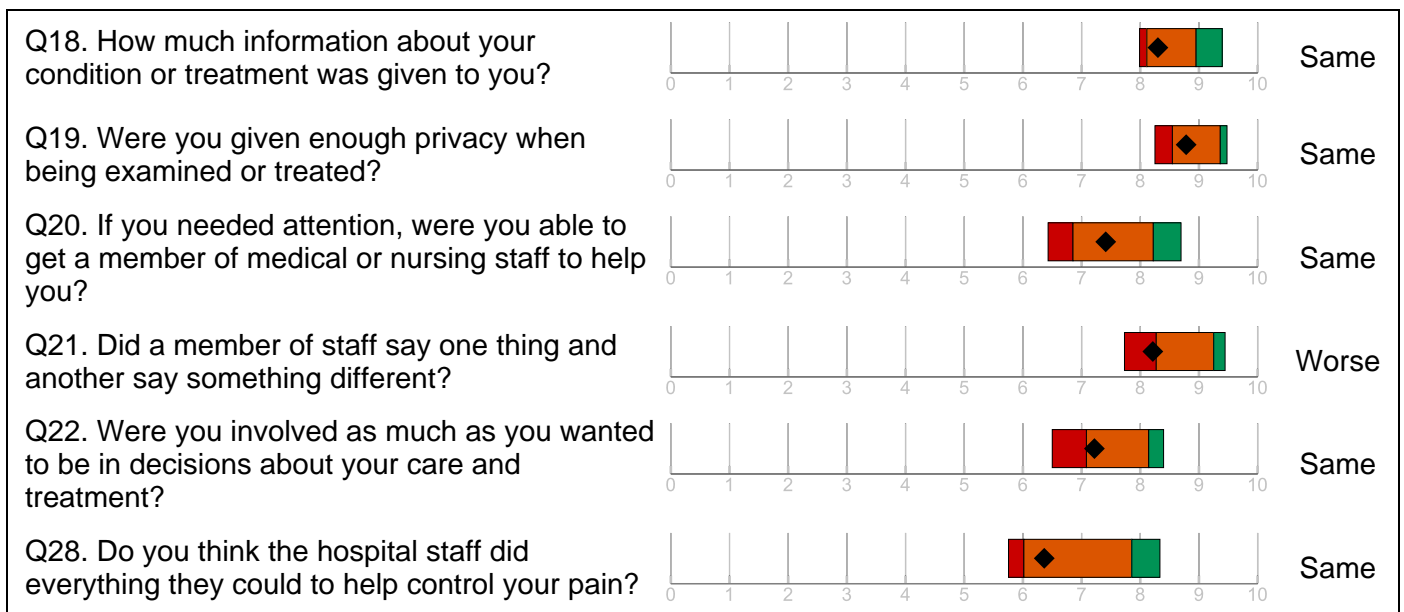 Q18. How much information about your
condition or treatment was given to you?
0 1 2 3 4 5 6 7 8 9 10
Same
Q19. Were you given enough privacy when
being examined or treated?
0 1 2 3 4 5 6 7 8 9 10
Same
Q20. If you needed attention, were you able to
get a member of medical or nursing staff to help
you?
0 1 2 3 4 5 6 7 8 9 10
Same
Q21. Did a member of staff say one thing and
another say something different?
0 1 2 3 4 5 6 7 8 9 10
Worse
Q22. Were you involved as much as you wanted
to be in decisions about your care and
treatment?
0 1 2 3 4 5 6 7 8 9 10
Same
Q28. Do you think the hospital staff did
everything they could to help control your pain?
0 1 2 3 4 5 6 7 8 9 10
Same